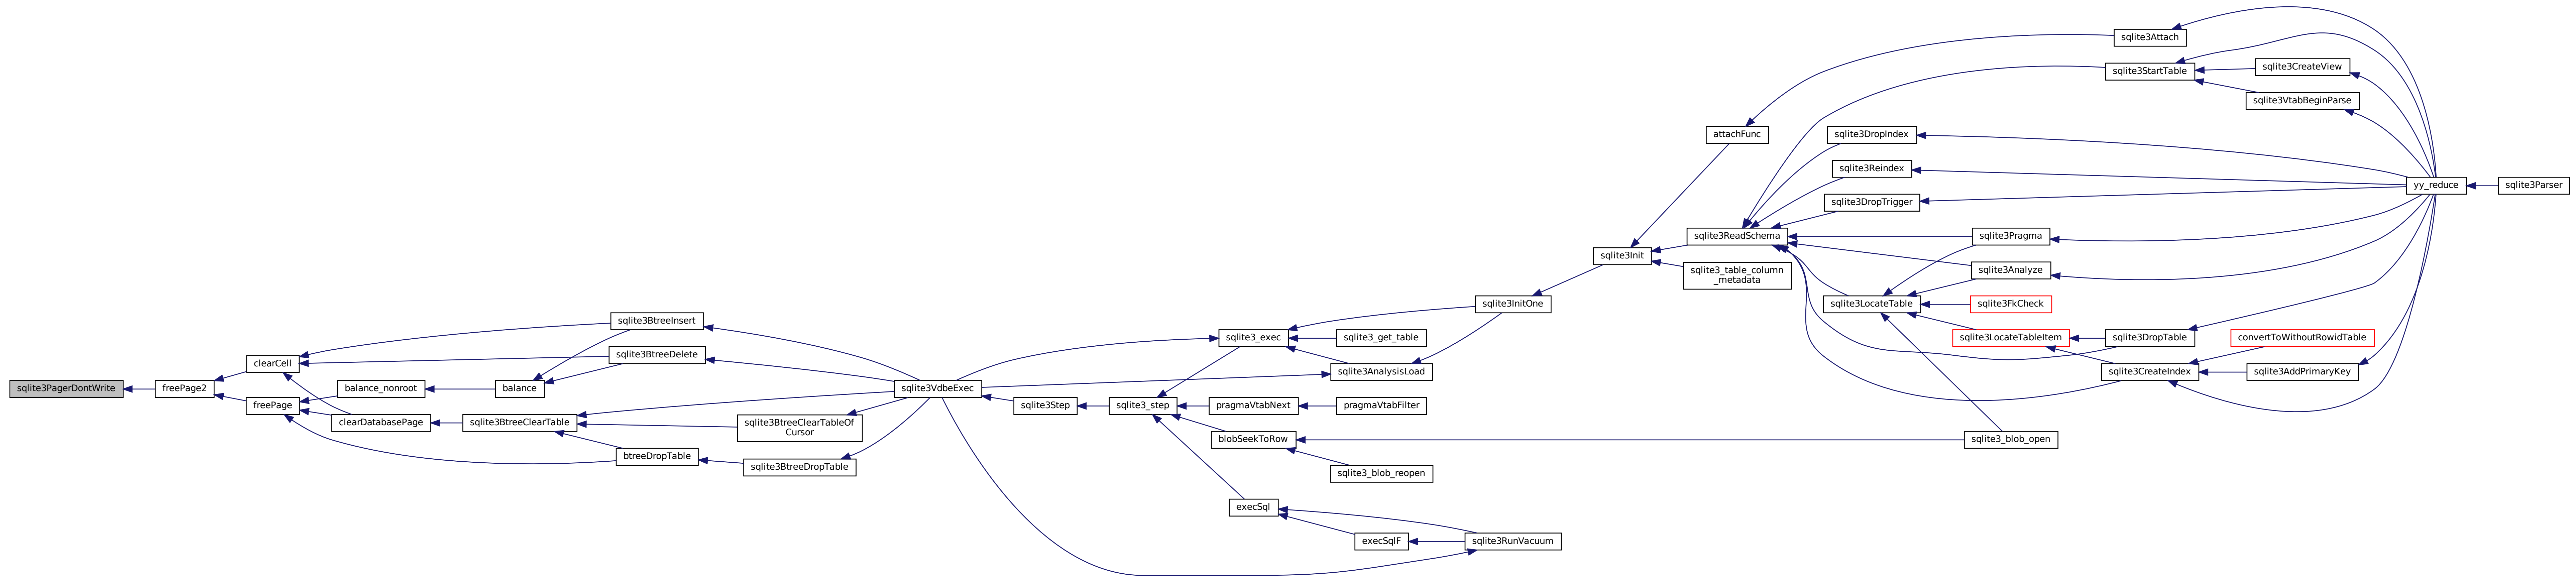 sqlite3PagerDontWrite
freePage2
clearCell
freePage
sqlite3BtreeInsert
sqlite3BtreeDelete
balance_nonroot
clearDatabasePage
balance
sqlite3BtreeClearTable
btreeDropTable
sqlite3BtreeClearTableOf
Cursor
sqlite3BtreeDropTable
sqlite3VdbeExec
sqlite3Step
sqlite3_step
sqlite3_exec
sqlite3_get_table
sqlite3AnalysisLoad
pragmaVtabNext
pragmaVtabFilter
blobSeekToRow
sqlite3_blob_reopen
execSql
execSqlF
sqlite3RunVacuum
sqlite3InitOne
sqlite3Init
attachFunc
sqlite3ReadSchema
sqlite3_table_column
_metadata
sqlite3DropIndex
sqlite3Reindex
sqlite3DropTrigger
sqlite3LocateTable
sqlite3Pragma
sqlite3Analyze
sqlite3FkCheck
sqlite3LocateTableItem
sqlite3_blob_open
sqlite3Attach
sqlite3StartTable
sqlite3CreateView
sqlite3VtabBeginParse
sqlite3DropTable
sqlite3CreateIndex
convertToWithoutRowidTable
sqlite3AddPrimaryKey
yy_reduce
sqlite3Parser